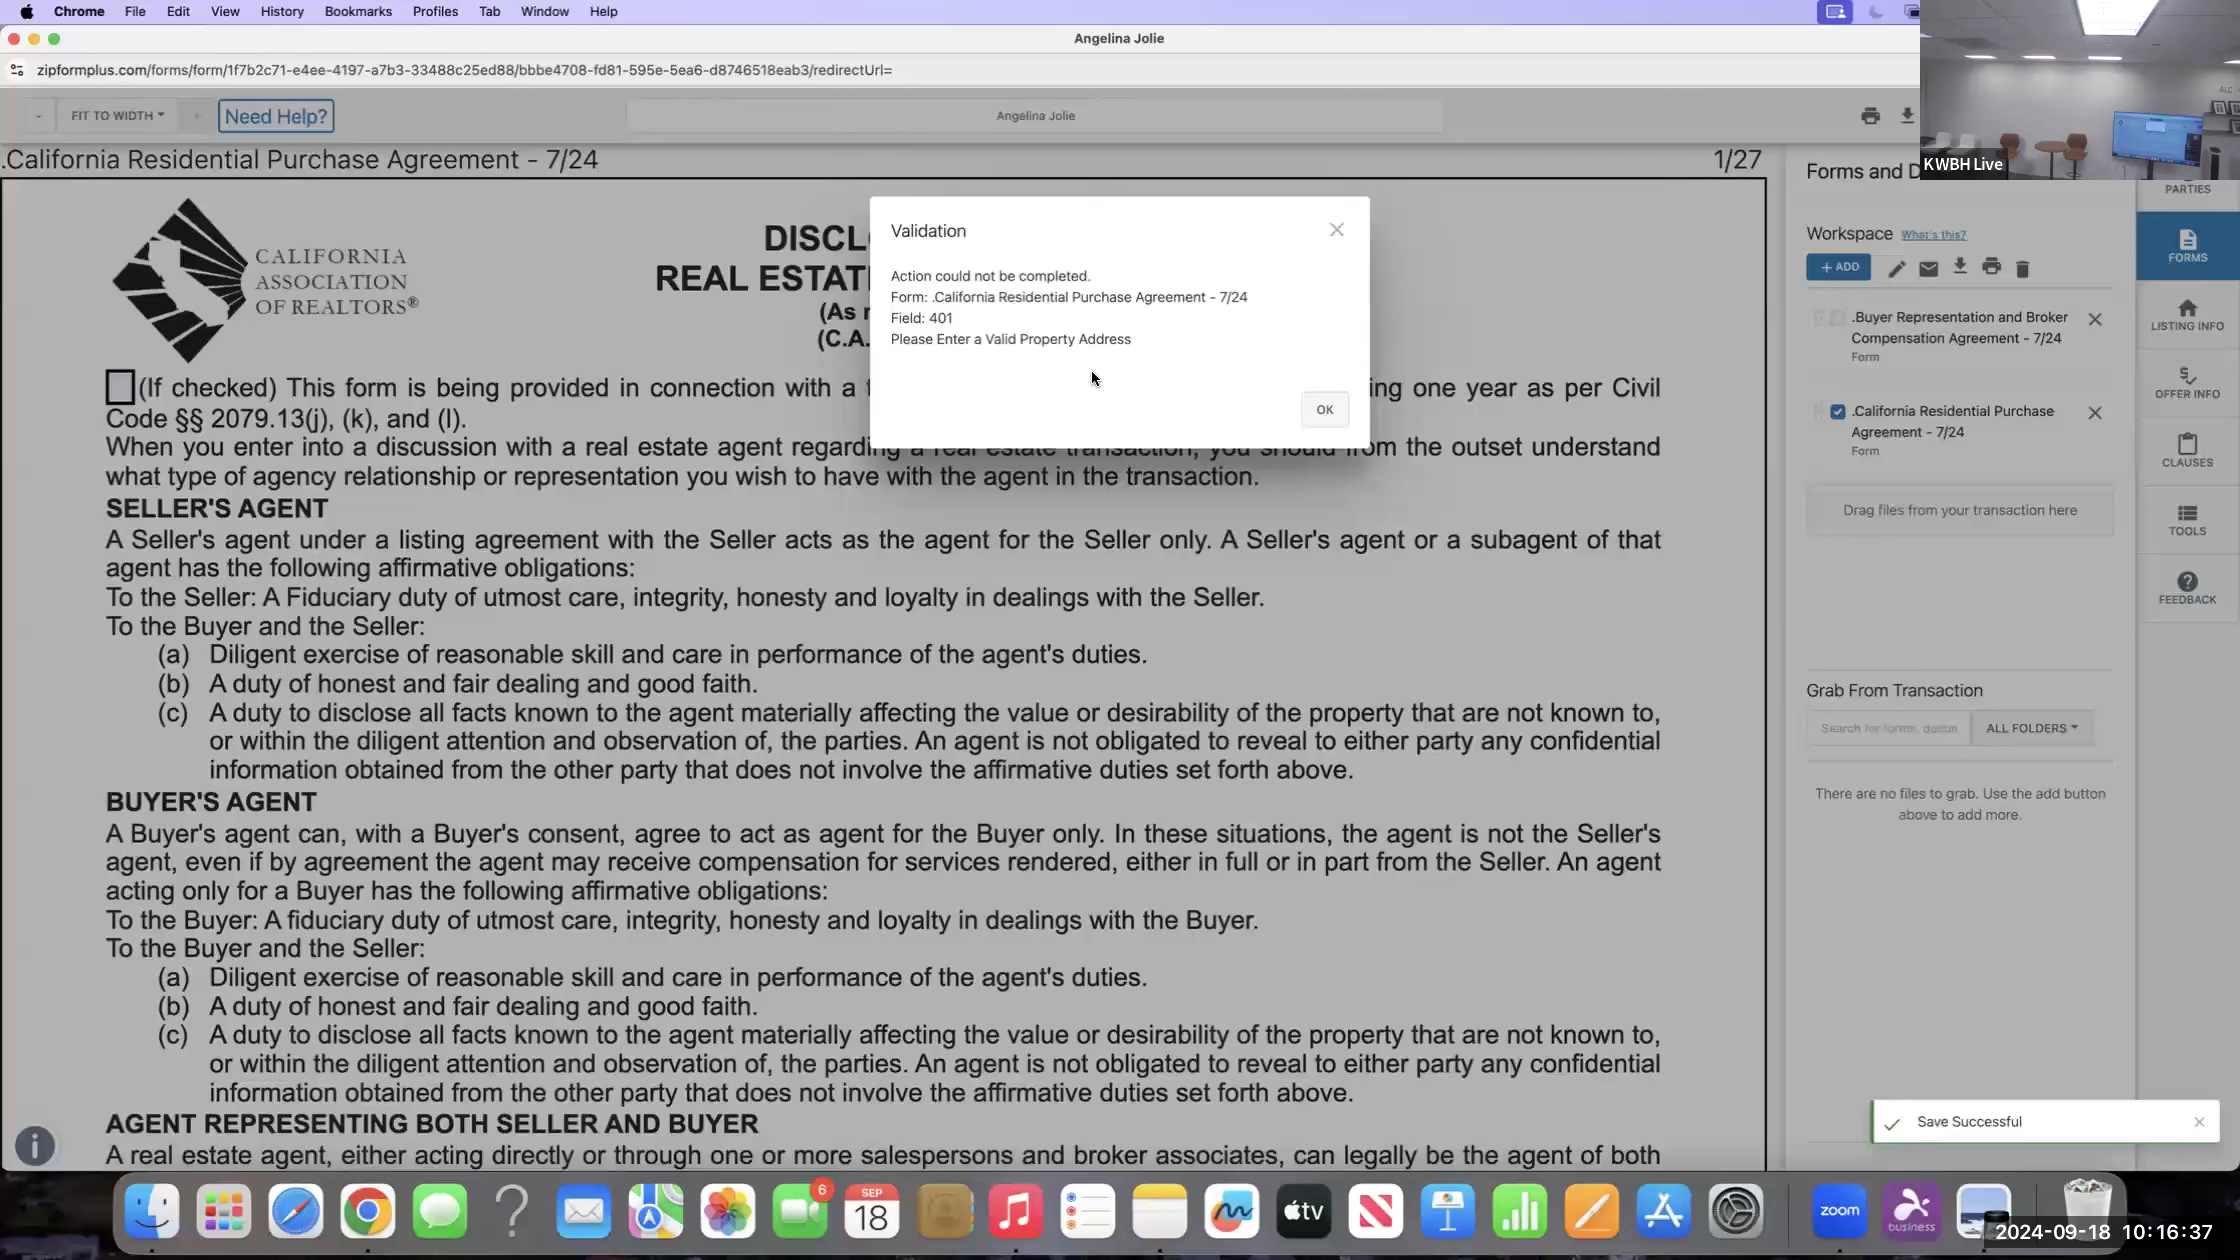 Chrome File Edit View History Bookmarks Profiles Tab Window Help
Angelina Jolie
zipformplus.com/forms/form/1f7b2c71-e4ee-4197-a7b3-33488c25ed88/bbbe4708-fd81-595e-5ea6-d8746518eab3/redirectUrl=
- FIT TO WIDTH + Need Help? Angelina Jolie
KWBH Live
.California Residential Purchase Agreement - 7/24 1/27
CALIFORNIA
ASSOCIATION
OF REALTORS®
DISCL
REAL ESTAT
(As
(C.A.
Validation
Action could not be completed.
Form: .California Residential Purchase Agreement - 7/24
Field: 401
Please Enter a Valid Property Address
OK
(If checked) This form is being provided in connection with a ing one year as per Civil
Code §§ 2079.13(j), (k), and (l).
When you enter into a discussion with a real estate agent regarding a real estate transaction, you should from the outset understand
what type of agency relationship or representation you wish to have with the agent in the transaction.
SELLER'S AGENT
A Seller's agent under a listing agreement with the Seller acts as the agent for the Seller only. A Seller's agent or a subagent of that
agent has the following affirmative obligations:
To the Seller: A Fiduciary duty of utmost care, integrity, honesty and loyalty in dealings with the Seller.
To the Buyer and the Seller:
(a) Diligent exercise of reasonable skill and care in performance of the agent's duties.
(b) A duty of honest and fair dealing and good faith.
(c) A duty to disclose all facts known to the agent materially affecting the value or desirability of the property that are not known to,
or within the diligent attention and observation of, the parties. An agent is not obligated to reveal to either party any confidential
information obtained from the other party that does not involve the affirmative duties set forth above.
BUYER'S AGENT
A Buyer's agent can, with a Buyer's consent, agree to act as agent for the Buyer only. In these situations, the agent is not the Seller's
agent, even if by agreement the agent may receive compensation for services rendered, either in full or in part from the Seller. An agent
acting only for a Buyer has the following affirmative obligations:
To the Buyer: A fiduciary duty of utmost care, integrity, honesty and loyalty in dealings with the Buyer.
To the Buyer and the Seller:
(a) Diligent exercise of reasonable skill and care in performance of the agent's duties.
(b) A duty of honest and fair dealing and good faith.
(c) A duty to disclose all facts known to the agent materially affecting the value or desirability of the property that are not known to,
or within the diligent attention and observation of, the parties. An agent is not obligated to reveal to either party any confidential
information obtained from the other party that does not involve the affirmative duties set forth above.
AGENT REPRESENTING BOTH SELLER AND BUYER
A real estate agent, either acting directly or through one or more salespersons and broker associates, can legally be the agent of both
Forms and D
Workspace What's this?
+ ADD
.Buyer Representation and Broker
Compensation Agreement - 7/24
Form
.California Residential Purchase
Agreement - 7/24
Form
Drag files from your transaction here
Grab From Transaction
Search for forms, docum ALL FOLDERS
There are no files to grab. Use the add button
above to add more.
PARTIES
FORMS
LISTING INFO
OFFER INFO
CLAUSES
TOOLS
FEEDBACK
Save Successful
6
SEP
18
tv
zoom
business
2024-09-18 10:16:37